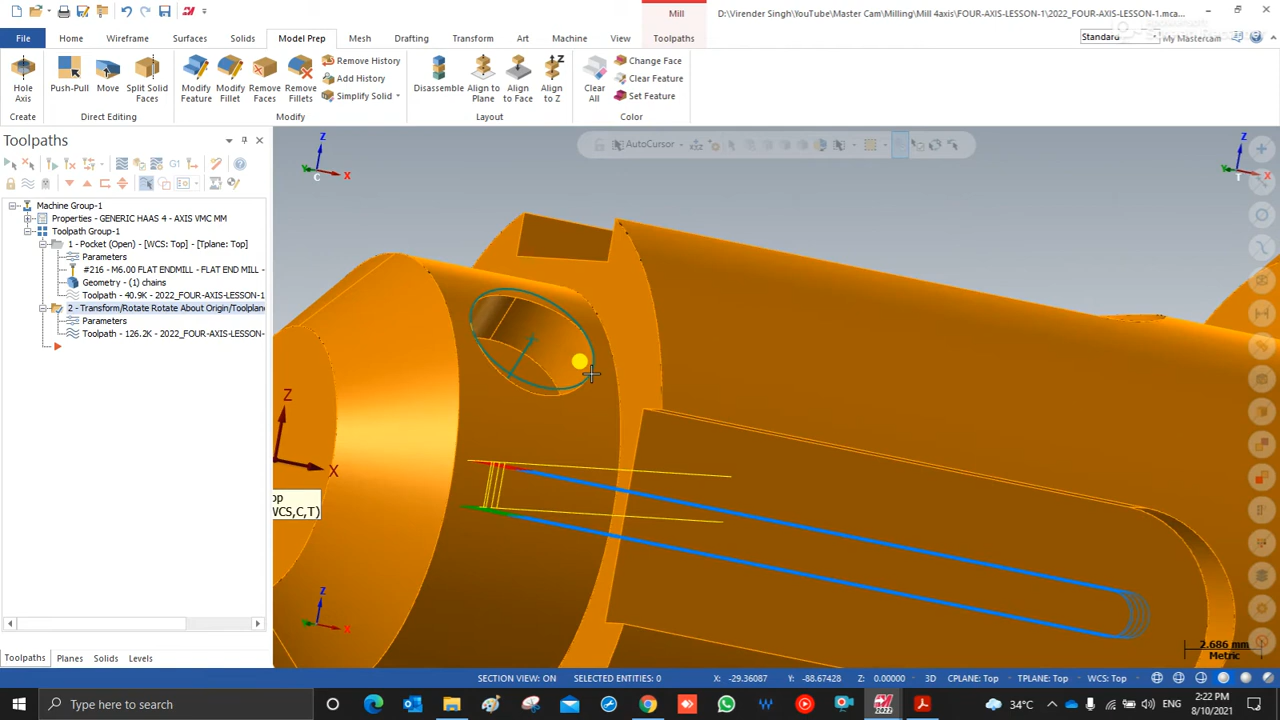 Mill
D:\Virender Singh\YouTube\Master Cam\Milling\Mill 4axis\FOUR-AXIS-LESSON-1\2022_FOUR-AXIS-LESSON-1.mca...
File
Home
Wireframe
Surfaces
Solids
Model Prep
Mesh
Drafting
Transform
Art
Machine
View
Toolpaths
Standard
My Mastercam
Hole Axis
Push-Pull
Move
Split Solid Faces
Modify Feature
Modify Fillet
Remove Faces
Remove Fillets
Remove History
Add History
Simplify Solid
Disassemble
Align to Plane
Align to Face
Align to Z
Clear All
Change Face
Clear Feature
Set Feature
Create
Direct Editing
Modify
Layout
Color
Toolpaths
AutoCursor
Machine Group-1
Properties - GENERIC HAAS 4 - AXIS VMC MM
Toolpath Group-1
1 - Pocket (Open) - [WCS: Top] - [Tplane: Top]
Parameters
#216 - M6.00 FLAT ENDMILL - FLAT END MILL -
Geometry - (1) chains
Toolpath - 40.9K - 2022_FOUR-AXIS-LESSON-1
2 - Transform/Rotate Rotate About Origin/Toolplane
Parameters
Toolpath - 126.2K - 2022_FOUR-AXIS-LESSON-
Z
Y
X
C
Z
X
T
Z
X
op
WCS,C,T)
Z
X
2.686 mm
Metric
Toolpaths
Planes
Solids
Levels
SECTION VIEW: ON
SELECTED ENTITIES: 0
X: -29.36087
Y: -88.67428
Z: 0.00000
3D
CPLANE: TOP
TPLANE: TOP
WCS: TOP
Type here to search
34°C
ENG
2:22 PM
8/10/2021